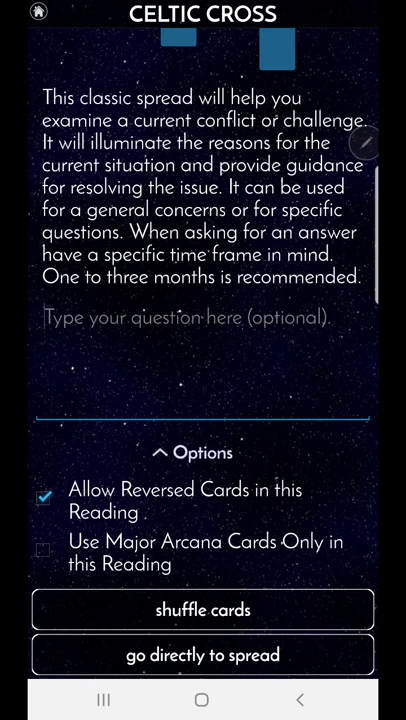 CELTIC CROSS
This classic spread will help you
examine a current conflict or challenge.
It will illuminate the reasons for the
current situation and provide guidance
for resolving the issue. It can be used
for a general concerns or for specific
questions. When asking for an answer
have a specific time frame in mind.
One to three months is recommended.
Type your question here (optional).
Options
Allow Reversed Cards in this
Reading
Use Major Arcana Cards Only in
this Reading
shuffle cards
go directly to spread